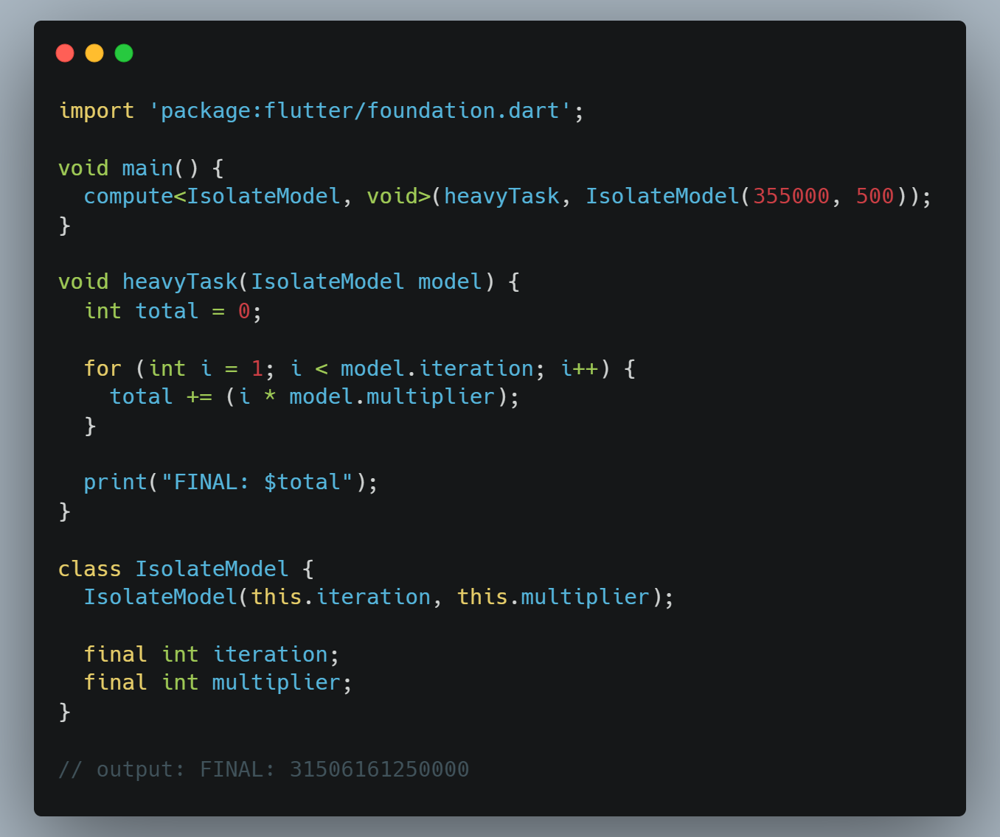 import 'package:flutter/foundation.dart';
void main() {
  compute<IsolateModel, void>(heavyTask, IsolateModel(355000, 500));
}
void heavyTask(IsolateModel model) {
  int total = 0;
  for (int i = 1; i < model.iteration; i++) {
    total += (i * model.multiplier);
  }
  print("FINAL: $total");
}
class IsolateModel {
  IsolateModel(this.iteration, this.multiplier);
  final int iteration;
  final int multiplier;
}
// output: FINAL: 31506161250000